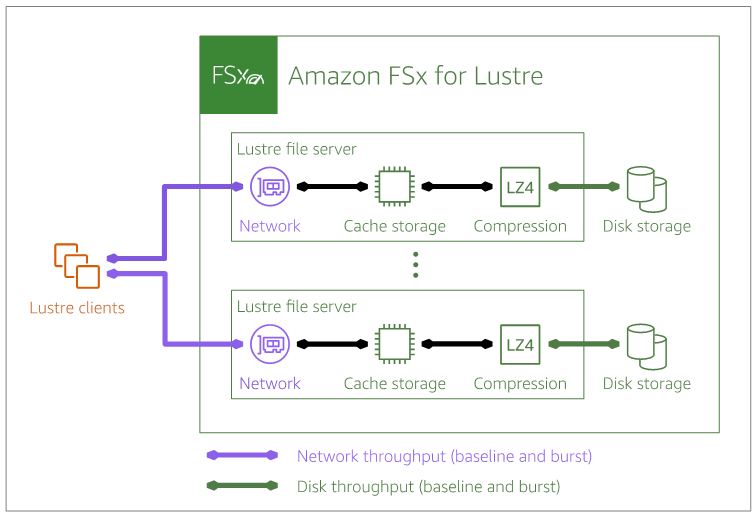 FSx
Amazon FSx for Lustre
Lustre file server
LZ4
Network
Cache storage
Compression
Disk storage
Lustre clients
Lustre file server
LZ4
Network
Cache storage
Compression
Disk storage
Network throughput (baseline and burst)
Disk throughput (baseline and burst)